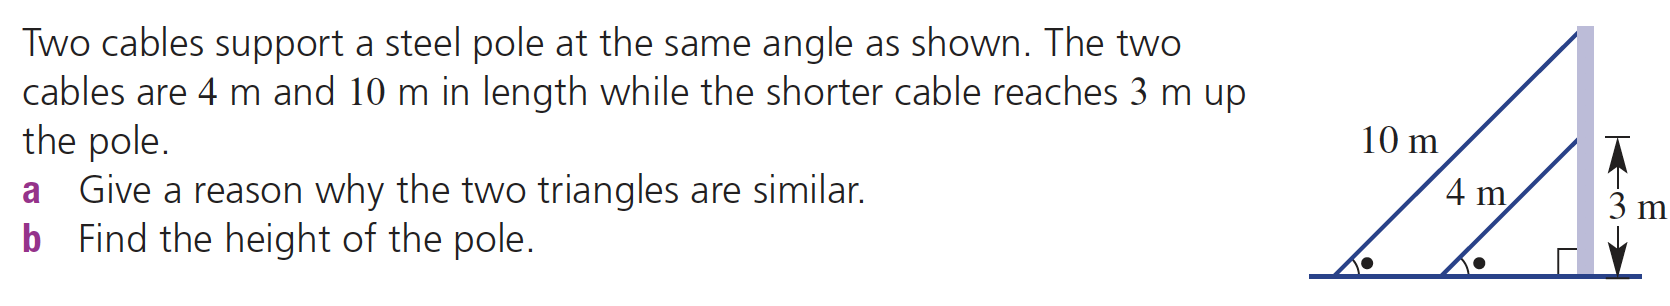 Two cables support a steel pole at the same angle as shown. The two
cables are 4 m and 10 m in length while the shorter cable reaches 3 m up
the pole.
a Give a reason why the two triangles are similar.
b Find the height of the pole.
10 m
4 m
3 m